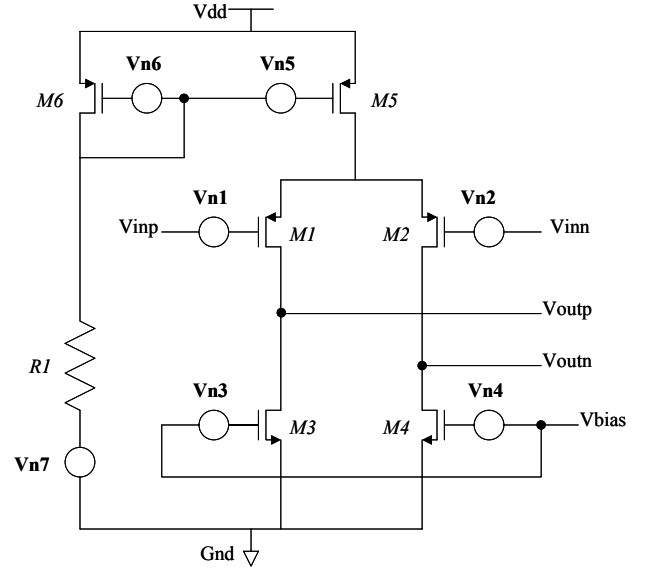 Vdd
Vn6 Vn5
M6 M5
Vn1 Vn2
Vinp M1 M2 Vinn
Voutp
R1 Voutn
Vn3 Vn4
M3 M4 Vbias
Vn7
Gnd